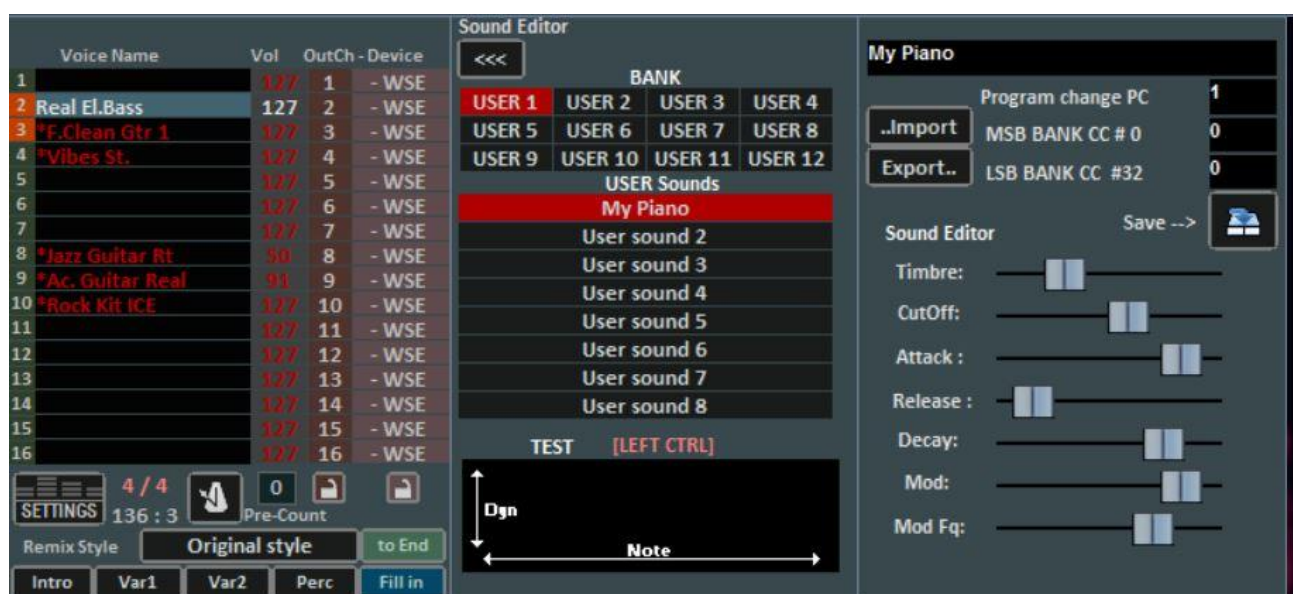 Voice Name Vol OutCh - Device
1 127 1 - WSE
2 Real El.Bass 127 2 - WSE
3 *F.Clean Gtr 1 127 3 - WSE
4 *Vibes St. 127 4 - WSE
5 127 5 - WSE
6 127 6 - WSE
7 127 7 - WSE
8 *Jazz Guitar Rt 50 8 - WSE
9 *Ac. Guitar Real 91 9 - WSE
10 *Rock Kit ICE 127 10 - WSE
11 127 11 - WSE
12 127 12 - WSE
13 127 13 - WSE
14 127 14 - WSE
15 127 15 - WSE
16 127 16 - WSE
SETTINGS
4 / 4
136 : 3
0
Pre-Count
Remix Style Original style to End
Intro Var1 Var2 Perc Fill in
Sound Editor
<<<
BANK
USER 1 USER 2 USER 3 USER 4
USER 5 USER 6 USER 7 USER 8
USER 9 USER 10 USER 11 USER 12
USER Sounds
My Piano
User sound 2
User sound 3
User sound 4
User sound 5
User sound 6
User sound 7
User sound 8
TEST [LEFT CTRL]
Dyn
Note
My Piano
Program change PC 1
..Import MSB BANK CC # 0 0
Export.. LSB BANK CC #32 0
Save -->
Sound Editor
Timbre:
CutOff:
Attack :
Release :
Decay:
Mod:
Mod Fq: